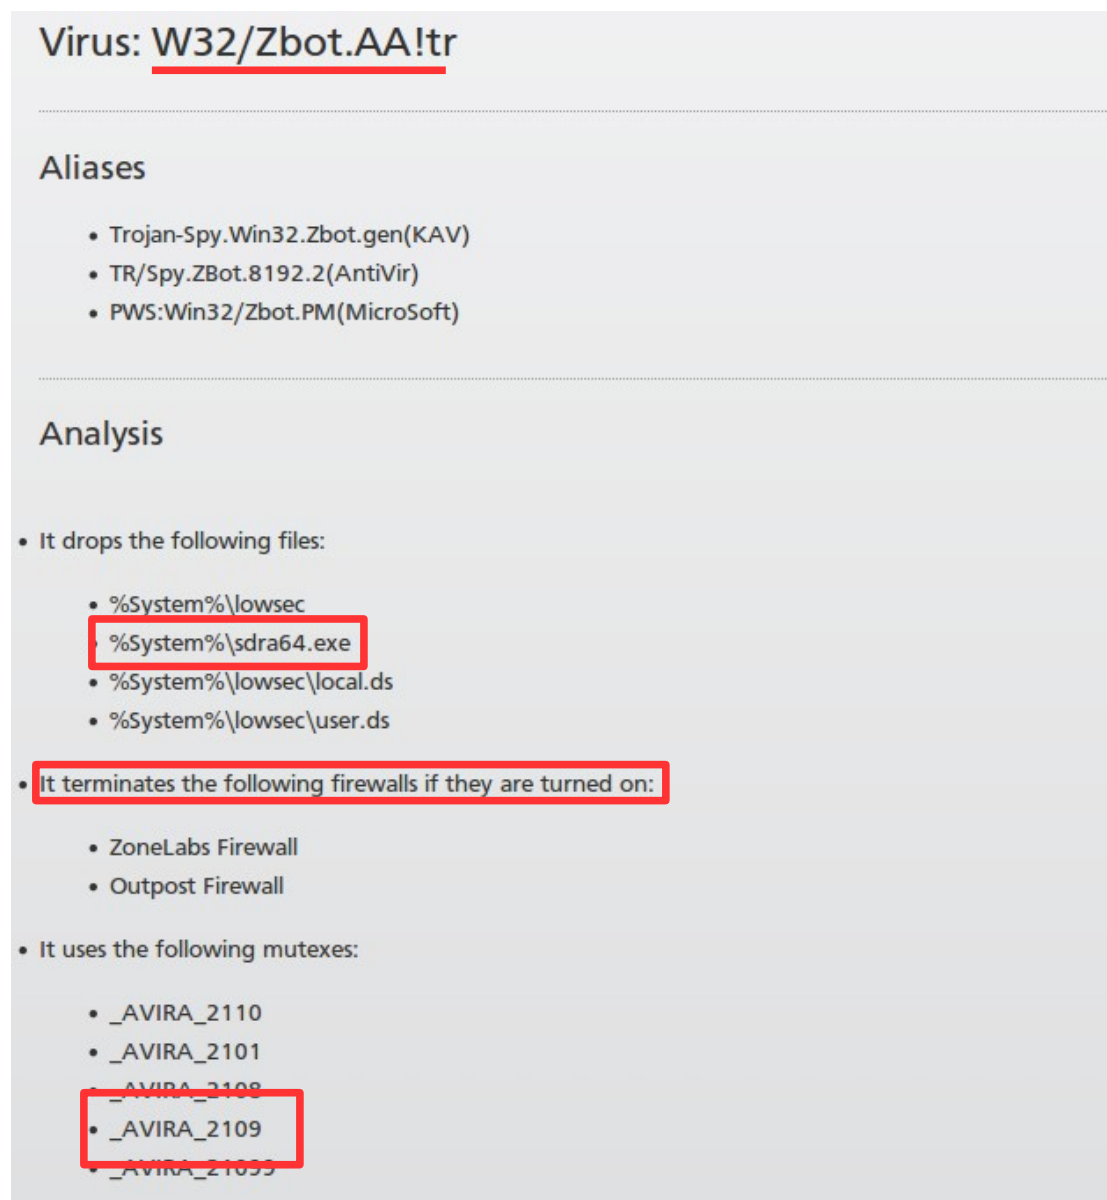 Virus: W32/Zbot.AA!tr
Aliases
• Trojan-Spy.Win32.Zbot.gen(KAV)
• TR/Spy.ZBot.8192.2(AntiVir)
• PWS:Win32/Zbot.PM(MicroSoft)
Analysis
• It drops the following files:
• %System%\lowsec
• %System%\sdra64.exe
• %System%\lowsec\local.ds
• %System%\lowsec\user.ds
• It terminates the following firewalls if they are turned on:
• ZoneLabs Firewall
• Outpost Firewall
• It uses the following mutexes:
• _AVIRA_2110
• _AVIRA_2101
• _AVIRA_2108
• _AVIRA_2109
• _AVIRA_21099